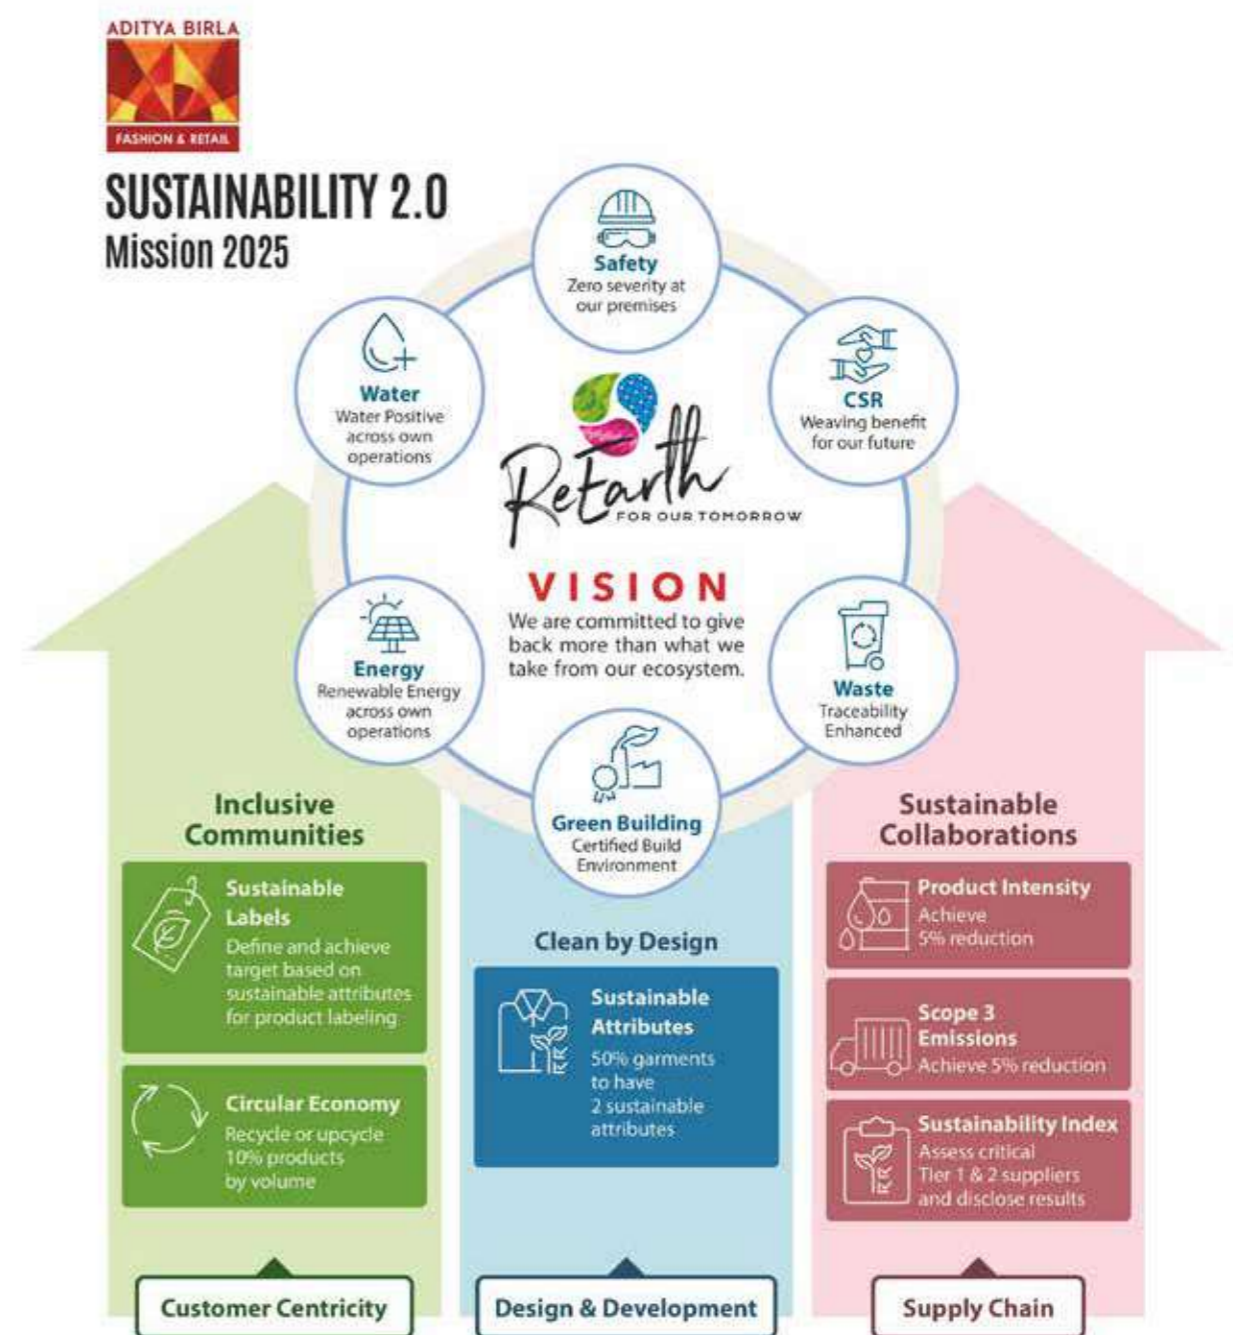 ADITYA BIRLA
FASHION & RETAIL
SUSTAINABILITY 2.0
Mission 2025
Safety
Zero severity at
our premises
Water
Water Positive
across own
operations
CSR
Weaving benefit
for our future
ReEarth
FOR OUR TOMORROW
VISION
We are committed to give
back more than what we
take from our ecosystem.
Energy
Renewable Energy
across own
operations
Waste
Traceability
Enhanced
Green Building
Certified Build
Environment
Inclusive
Communities
Sustainable
Labels
Define and achieve
target based on
sustainable attributes
for product labeling
Circular Economy
Recycle or upcycle
10% products
by volume
Customer Centricity
Clean by Design
Sustainable
Attributes
50% garments
to have
2 sustainable
attributes
Design & Development
Sustainable
Collaborations
Product Intensity
Achieve
5% reduction
Scope 3
Emissions
Achieve 5% reduction
Sustainability Index
Assess critical
Tier 1 & 2 suppliers
and disclose results
Supply Chain